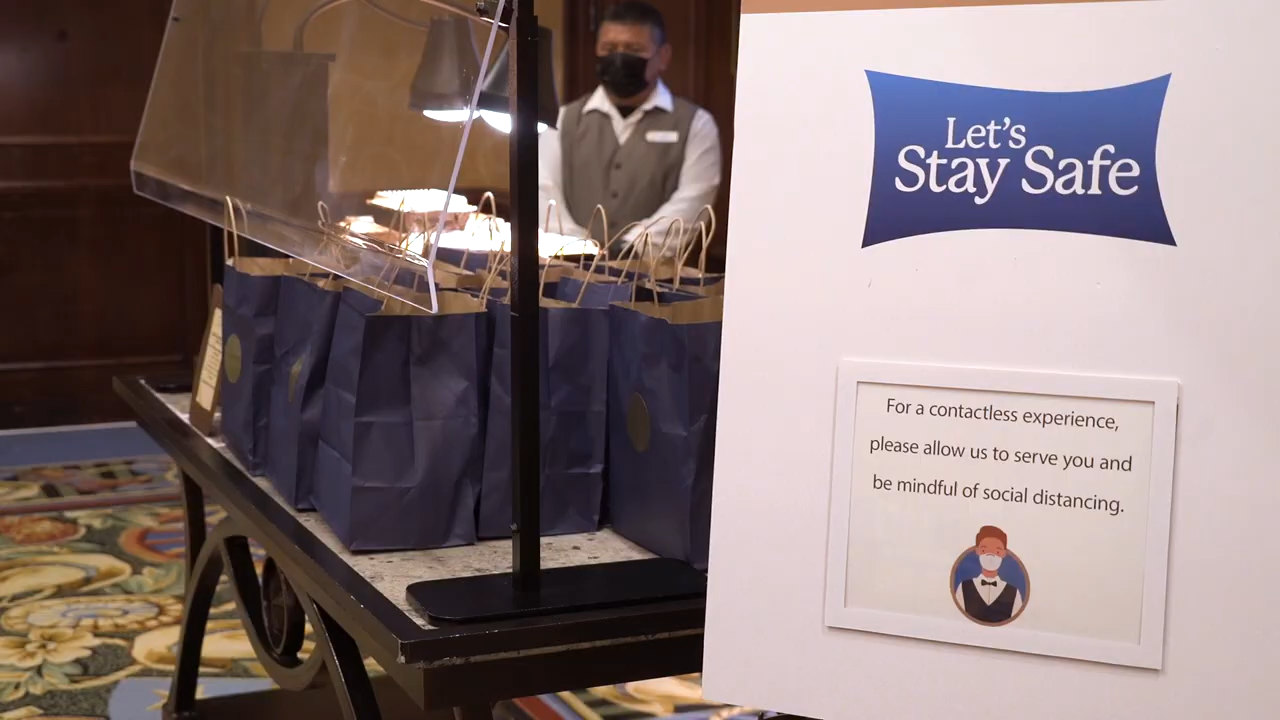 Let's
Stay Safe
For a contactless experience,
please allow us to serve you and
be mindful of social distancing.